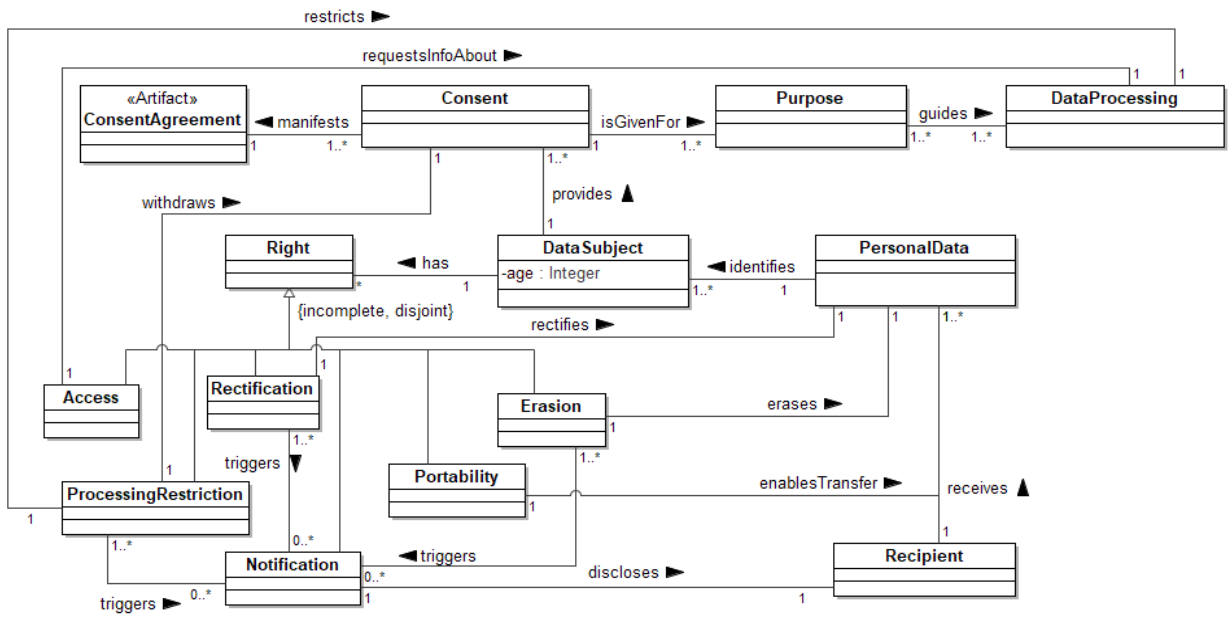 restricts
requestsInfoAbout
1 1
«Artifact»
ConsentAgreement
manifests
1 1..*
Consent
isGivenFor
1 1..*
Purpose
guides
1..* 1..*
DataProcessing
1 1..*
withdraws
provides
1
Right
has
* 1
DataSubject
-age : Integer
identifies
1..* 1
PersonalData
{incomplete, disjoint}
rectifies
1 1 1..*
1 1
Access
Rectification
Erasion
erases
1
1..* 1..*
triggers
Portability
enablesTransfer
1
receives
1
ProcessingRestriction
1
1..*
0..*
1
Notification
triggers
0..*
discloses
1 1
Recipient
triggers
0..*